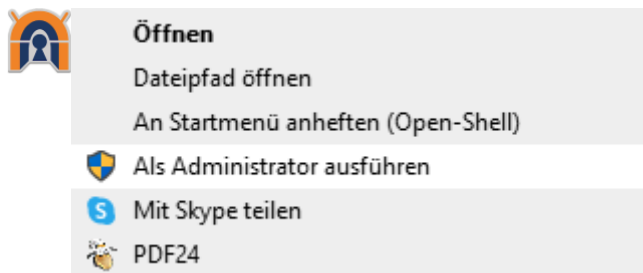 Öffnen
Dateipfad öffnen
An Startmenü anheften (Open-Shell)
Als Administrator ausführen
Mit Skype teilen
PDF24